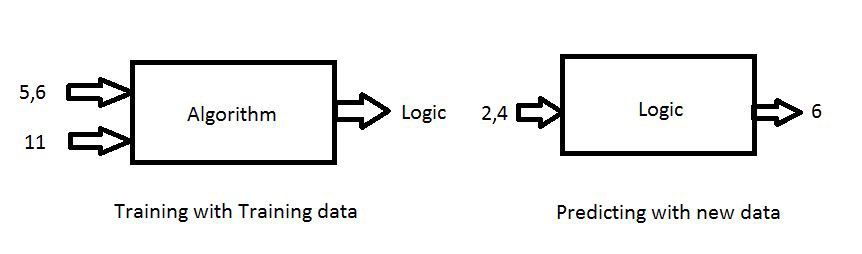 5,6
11
Algorithm
Logic
Training with Training data
2,4
Logic
6
Predicting with new data